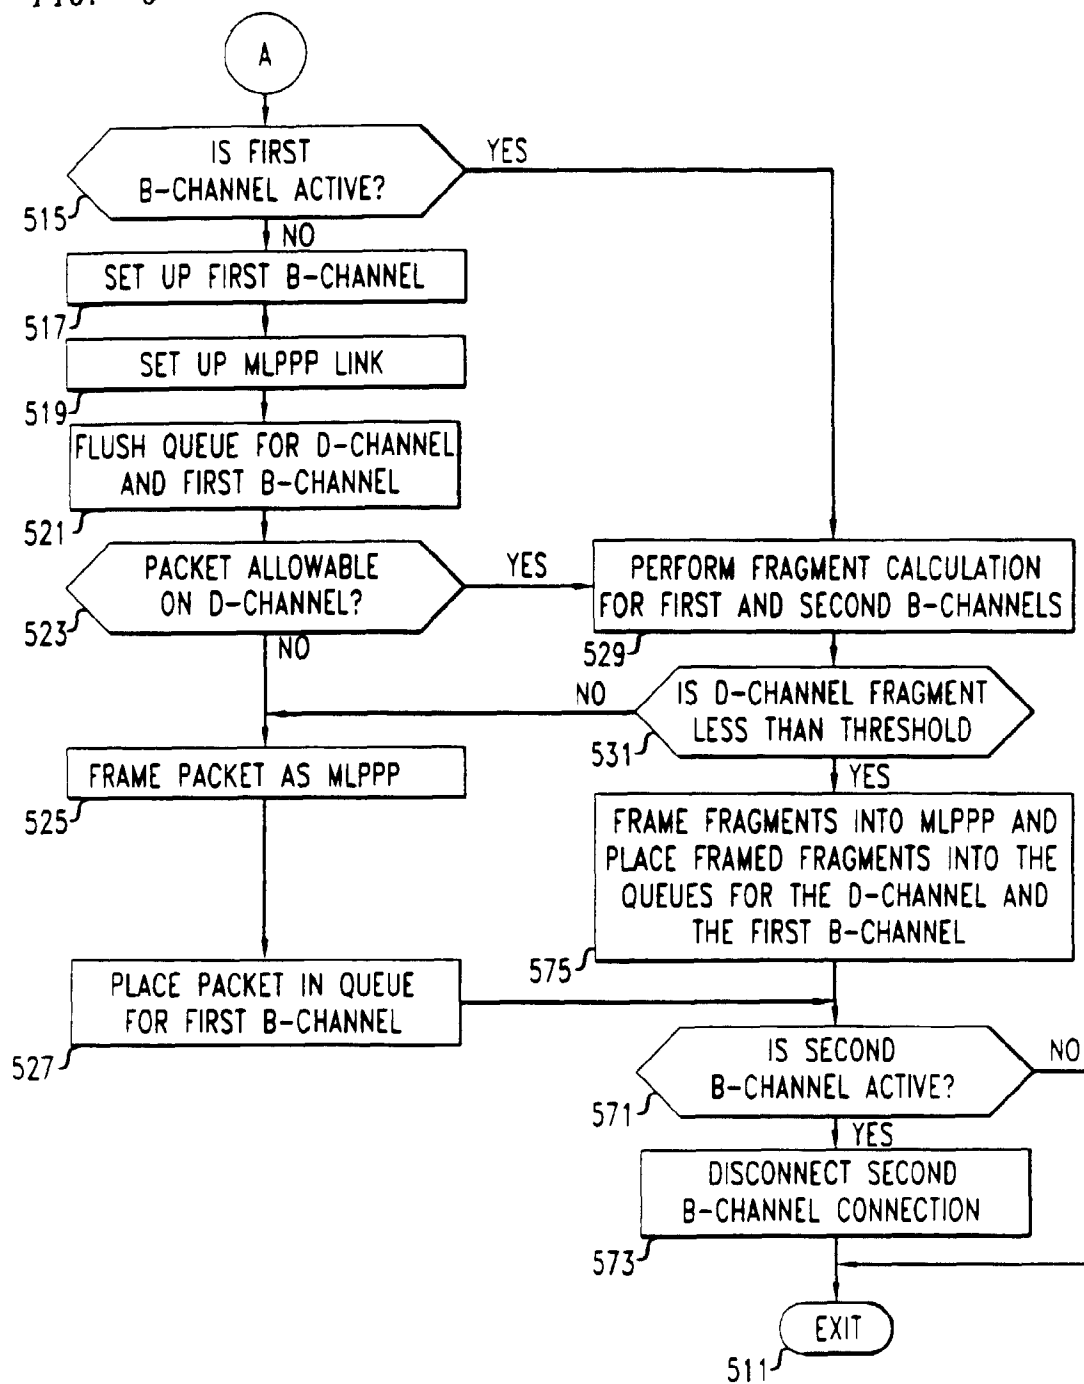 A
IS FIRST
B-CHANNEL ACTIVE?
YES
515
NO
SET UP FIRST B-CHANNEL
517
SET UP MLPPP LINK
519
FLUSH QUEUE FOR D-CHANNEL
AND FIRST B-CHANNEL
521
PACKET ALLOWABLE
ON D-CHANNEL?
YES
523
NO
PERFORM FRAGMENT CALCULATION
FOR FIRST AND SECOND B-CHANNELS
529
IS D-CHANNEL FRAGMENT
LESS THAN THRESHOLD
NO
531
YES
FRAME PACKET AS MLPPP
525
FRAME FRAGMENTS INTO MLPPP AND
PLACE FRAMED FRAGMENTS INTO THE
QUEUES FOR THE D-CHANNEL AND
THE FIRST B-CHANNEL
575
PLACE PACKET IN QUEUE
FOR FIRST B-CHANNEL
527
IS SECOND
B-CHANNEL ACTIVE?
NO
571
YES
DISCONNECT SECOND
B-CHANNEL CONNECTION
573
EXIT
511